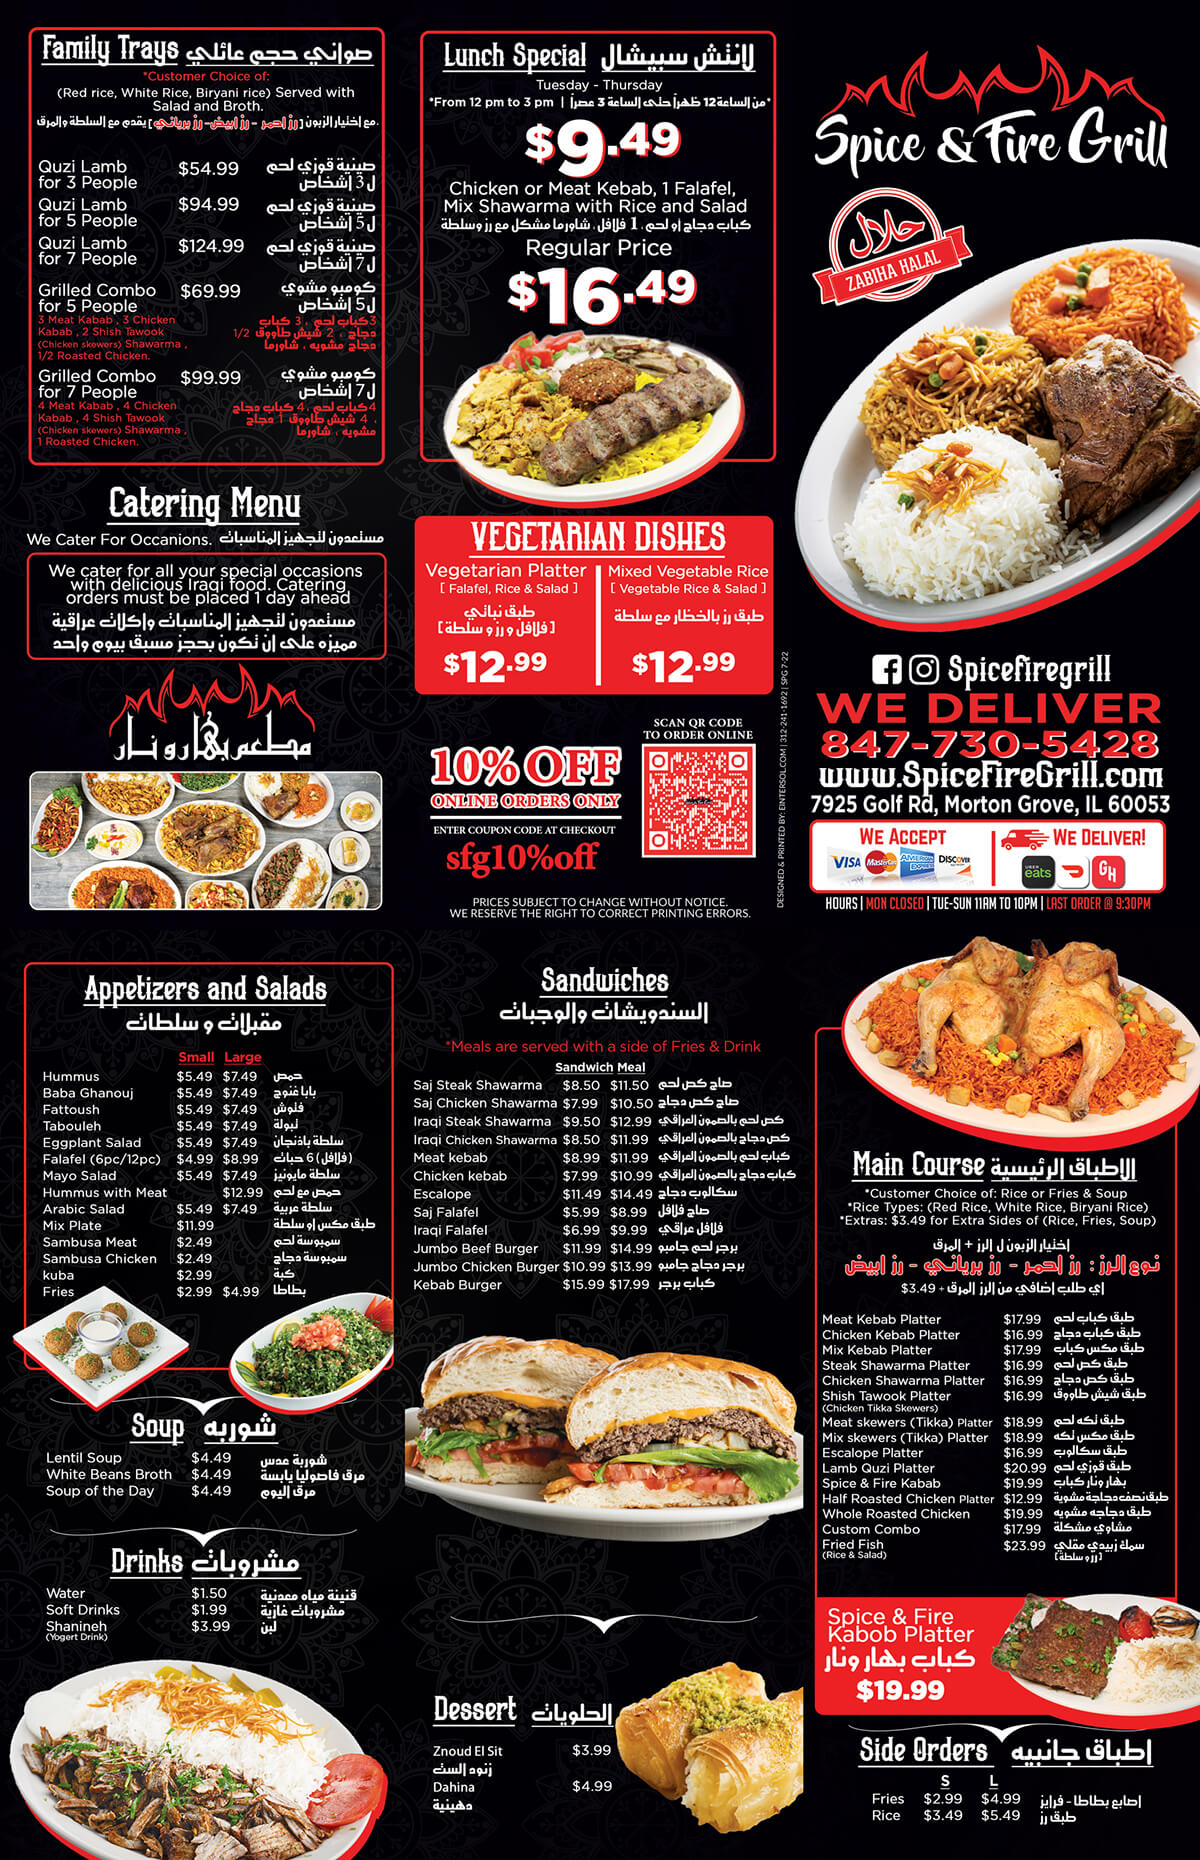 Family Trays صواني حجم عائلي
*Customer Choice of:
(Red rice, White Rice, Biryani rice) Served with
Salad and Broth.
مع إختيار الزبون [رز احمر - رز ابيض- رز برياني] يقدم مع السلطة والمرق.
Quzi Lamb $54.99 صينية قوزي لحم
for 3 People ل 3 إشخاص
Quzi Lamb $94.99 صينية قوزي لحم
for 5 People ل 5 إشخاص
Quzi Lamb $124.99 صينية قوزي لحم
for 7 People ل 7 إشخاص
Grilled Combo $69.99 كومبو مشوي
for 5 People ل 5 إشخاص
3 Meat Kabab , 3 Chicken 3كباب لحم ، 3 كباب
Kabab , 2 Shish Tawook دجاج ، 2 شيش طاووق 1/2
(Chicken skewers) Shawarma , دجاج مشويه ، شاورما
1/2 Roasted Chicken.
Grilled Combo $99.99 كومبو مشوي
for 7 People ل 7 إشخاص
4 Meat Kabab , 4 Chicken 4كباب لحم ، 4 كباب دجاج
Kabab , 4 Shish Tawook ، 4 شيش طاووق 1 دجاج
(Chicken skewers) Shawarma , مشويه ، شاورما
1 Roasted Chicken.
Catering Menu
We Cater For Occanions. مستعدون لتجهيز المناسبات
We cater for all your special occasions
with delicious Iraqi food. Catering
orders must be placed 1 day ahead
مستعدون لتجهيز المناسبات واكلات عراقية
مميزه على ان تكون بحجز مسبق بيوم واحد
مطعم بهار و نار
Lunch Special لانتش سبيشال
Tuesday - Thursday
*From 12 pm to 3 pm | من الساعة 12 ظهراً حتى الساعة 3 عصراً*
$9.49
Chicken or Meat Kebab, 1 Falafel,
Mix Shawarma with Rice and Salad
كباب دجاج او لحم، 1 فلافل ، شاورما مشكل مع رز وسلطة
Regular Price
$16.49
VEGETARIAN DISHES
Vegetarian Platter
[ Falafel, Rice & Salad ]
طبق نباتي
[فلافل و رز و سلطة]
$12.99
Mixed Vegetable Rice
[ Vegetable Rice & Salad ]
طبق رز بالخظار مع سلطة
$12.99
10% OFF
ONLINE ORDERS ONLY
ENTER COUPON CODE AT CHECKOUT
sfg10%off
SCAN QR CODE
TO ORDER ONLINE
PRICES SUBJECT TO CHANGE WITHOUT NOTICE.
WE RESERVE THE RIGHT TO CORRECT PRINTING ERRORS.
DESIGNED & PRINTED BY: EINTERSOL.COM | 312-241-1692 | SPG 7-22
Spice & Fire Grill
حلال
ZABIHA HALAL
Spicefiregrill
WE DELIVER
847-730-5428
www.SpiceFireGrill.com
7925 Golf Rd, Morton Grove, IL 60053
WE ACCEPT
VISA MasterCard AMERICAN EXPRESS DISCOVER
WE DELIVER!
UBER eats
GH
HOURS | MON CLOSED | TUE-SUN 11AM TO 10PM | LAST ORDER @ 9:30PM
Appetizers and Salads
مقبلات و سلطات
Small Large
Hummus $5.49 $7.49 حمص
Baba Ghanouj $5.49 $7.49 بابا غنوج
Fattoush $5.49 $7.49 فتوش
Tabouleh $5.49 $7.49 تبولة
Eggplant Salad $5.49 $7.49 سلطة باذنجان
Falafel (6pc/12pc) $4.99 $8.99 (فلافل) 6 حبات
Mayo Salad $5.49 $7.49 سلطة مايونيز
Hummus with Meat $12.99 حمص مع لحم
Arabic Salad $5.49 $7.49 سلطة عربية
Mix Plate $11.99 طبق مكس او سلطة
Sambusa Meat $2.49 سمبوسة لحم
Sambusa Chicken $2.49 سمبوسة دجاج
kuba $2.99 كبة
Fries $2.99 $4.99 بطاطا
Soup شوربه
Lentil Soup $4.49 شوربة عدس
White Beans Broth $4.49 مرق فاصوليا يابسة
Soup of the Day $4.49 مرق اليوم
Drinks مشروبات
Water $1.50 قنينة مياه معدنية
Soft Drinks $1.99 مشروبات غازية
Shanineh $3.99 لبن
(Yogert Drink)
Sandwiches
السندويشات والوجبات
*Meals are served with a side of Fries & Drink
Sandwich Meal
Saj Steak Shawarma $8.50 $11.50 صاج كص لحم
Saj Chicken Shawarma $7.99 $10.50 صاج كص دجاج
Iraqi Steak Shawarma $9.50 $12.99 كص لحم بالصمون العراقي
Iraqi Chicken Shawarma $8.50 $11.99 كص دجاج بالصمون العراقي
Meat kebab $8.99 $11.99 كباب لحم بالصمون العراقي
Chicken kebab $7.99 $10.99 كباب دجاج بالصمون العراقي
Escalope $11.49 $14.49 سكالوب دجاج
Saj Falafel $5.99 $8.99 صاج فلافل
Iraqi Falafel $6.99 $9.99 فلافل عراقي
Jumbo Beef Burger $11.99 $14.99 برجر لحم جامبو
Jumbo Chicken Burger $10.99 $13.99 برجر دجاج جامبو
Kebab Burger $15.99 $17.99 كباب برجر
Dessert الحلويات
Znoud El Sit $3.99
زنود الست
Dahina $4.99
دهينية
Main Course الاطباق الرئيسية
*Customer Choice of: Rice or Fries & Soup
*Rice Types: (Red Rice, White Rice, Biryani Rice)
*Extras: $3.49 for Extra Sides of (Rice, Fries, Soup)
إختيار الزبون ل الرز + المرق
نوع الرز : رز احمر - رز برياني - رز ابيض
إي طلب إضافي من الرز المرق + $3.49
Meat Kebab Platter $17.99 طبق كباب لحم
Chicken Kebab Platter $16.99 طبق كباب دجاج
Mix Kebab Platter $17.99 طبق مكس كباب
Steak Shawarma Platter $16.99 طبق كص لحم
Chicken Shawarma Platter $16.99 طبق كص دجاج
Shish Tawook Platter $16.99 طبق شيش طاووق
(Chicken Tikka Skewers)
Meat skewers (Tikka) Platter $18.99 طبق تكه لحم
Mix skewers (Tikka) Platter $18.99 طبق مكس تكه
Escalope Platter $16.99 طبق سكالوب
Lamb Quzi Platter $20.99 طبق قوزي لحم
Spice & Fire Kabab $19.99 بهار ونار كباب
Half Roasted Chicken Platter $12.99 طبق نصف دجاجة مشوية
Whole Roasted Chicken $19.99 طبق دجاجه مشويه
Custom Combo $17.99 مشاوي مشكلة
Fried Fish $23.99 سمك زبيدي مقلي
(Rice & Salad) [رز و سلطة]
Spice & Fire
Kabob Platter
كباب بهار ونار
$19.99
Side Orders اطباق جانبيه
S L
Fries $2.99 $4.99 إصابع بطاطا - فرايز
Rice $3.49 $5.49 طبق رز